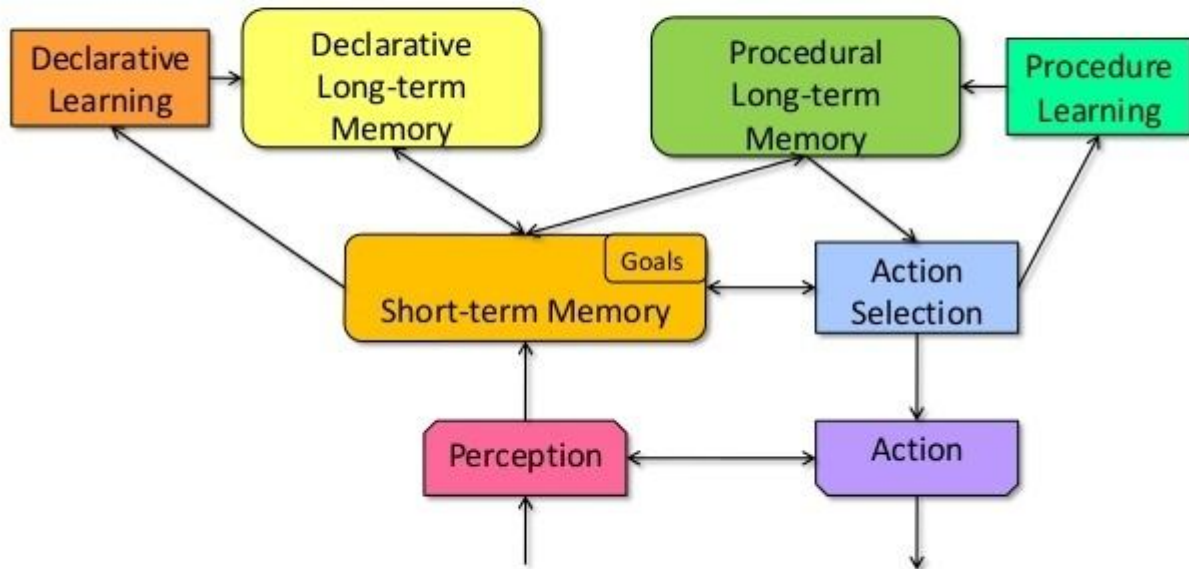 Declarative
Learning
Declarative
Long-term
Memory
Procedural
Long-term
Memory
Procedure
Learning
Goals
Short-term Memory
Action
Selection
Perception
Action